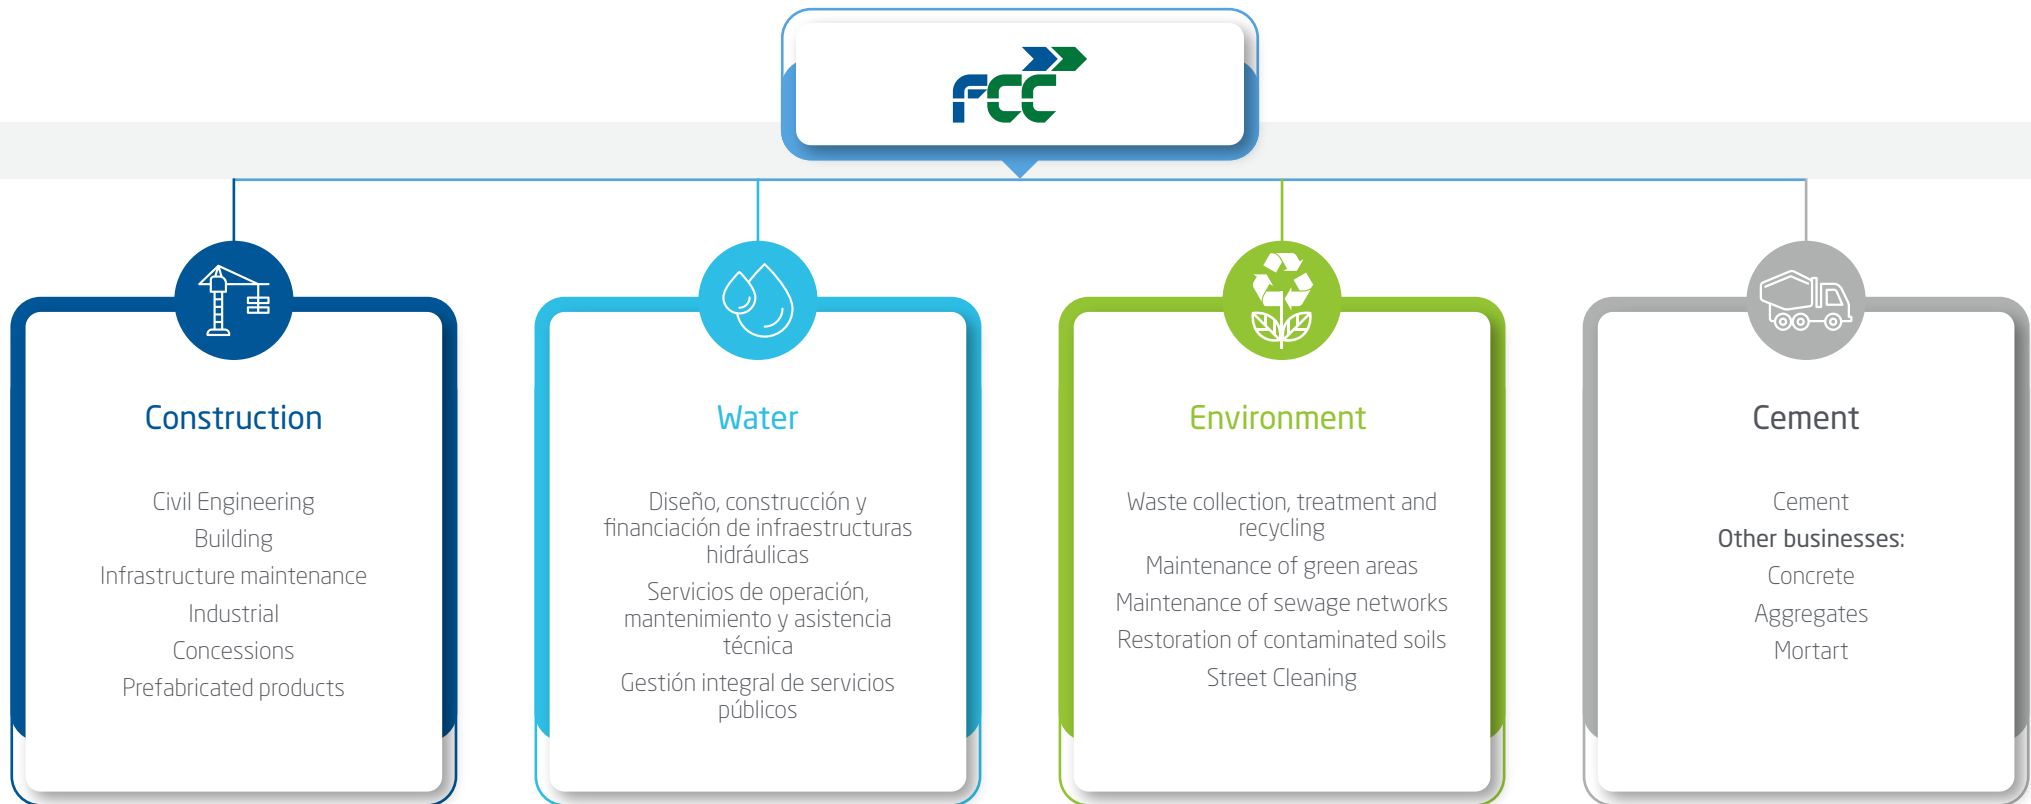 FCC
Construction
Civil Engineering
Building
Infrastructure maintenance
Industrial
Concessions
Prefabricated products
Water
Diseño, construcción y
financiación de infraestructuras
hidráulicas
Servicios de operación,
mantenimiento y asistencia
técnica
Gestión integral de servicios
públicos
Environment
Waste collection, treatment and
recycling
Maintenance of green areas
Maintenance of sewage networks
Restoration of contaminated soils
Street Cleaning
Cement
Cement
Other businesses:
Concrete
Aggregates
Mortart